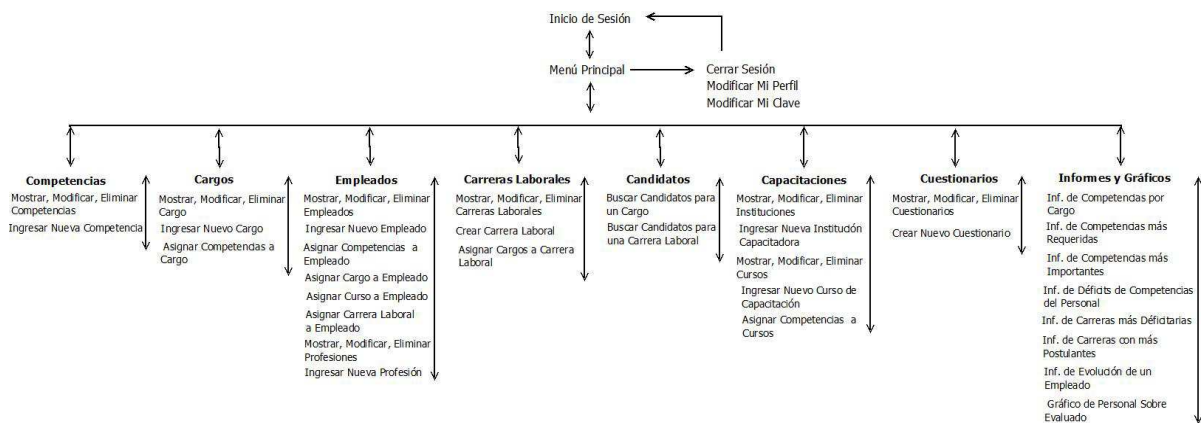 Inicio de Sesión
Menú Principal
Cerrar Sesión
Modificar Mi Perfil
Modificar Mi Clave
Competencias
Mostrar, Modificar, Eliminar
Competencias
Ingresar Nueva Competencia
Cargos
Mostrar, Modificar, Eliminar
Cargo
Ingresar Nuevo Cargo
Asignar Competencias a
Cargo
Empleados
Mostrar, Modificar, Eliminar
Empleados
Ingresar Nuevo Empleado
Asignar Competencias a
Empleado
Asignar Cargo a Empleado
Asignar Curso a Empleado
Asignar Carrera Laboral
a Empleado
Mostrar, Modificar, Eliminar
Profesiones
Ingresar Nueva Profesión
Carreras Laborales
Mostrar, Modificar, Eliminar
Carreras Laborales
Crear Carrera Laboral
Asignar Cargos a Carrera
Laboral
Candidatos
Buscar Candidatos para
un Cargo
Buscar Candidatos para
una Carrera Laboral
Capacitaciones
Mostrar, Modificar, Eliminar
Instituciones
Ingresar Nueva Institución
Capacitadora
Mostrar, Modificar, Eliminar
Cursos
Ingresar Nuevo Curso de
Capacitación
Asignar Competencias a
Cursos
Cuestionarios
Mostrar, Modificar, Eliminar
Cuestionarios
Crear Nuevo Cuestionario
Informes y Gráficos
Inf. de Competencias por
Cargo
Inf. de Competencias más
Requeridas
Inf. de Competencias más
Importantes
Inf. de Déficits de Competencias
del Personal
Inf. de Carreras más Déficitarias
Inf. de Carreras con más
Postulantes
Inf. de Evolución de un
Empleado
Gráfico de Personal Sobre
Evaluado